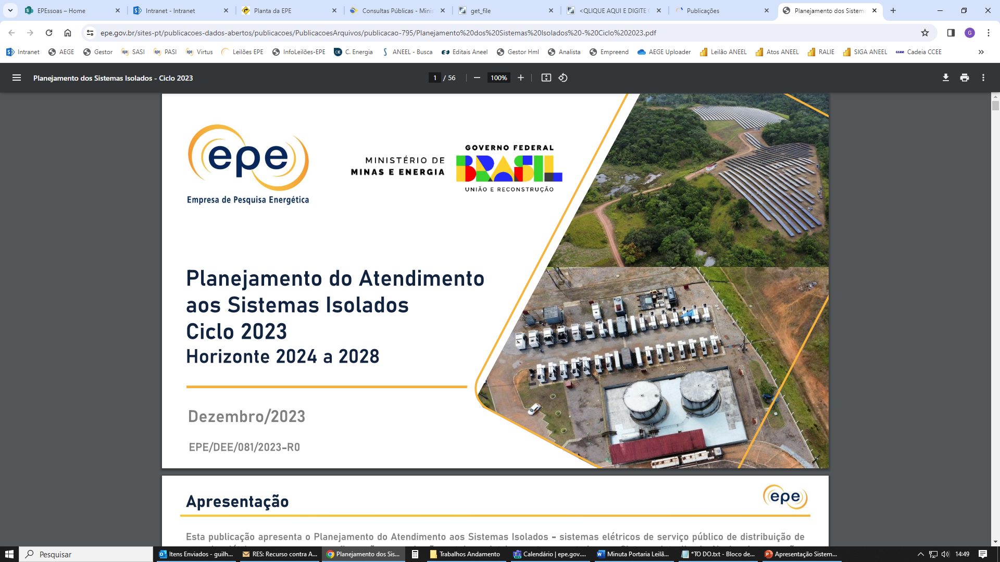 EPEssoas – Home
Intranet - Intranet
Planta da EPE
Consultas Públicas - Minis
get_file
<QLIQUE AQUI E DIGITE
Publicações
Planejamento dos Sistema
epe.gov.br/sites-pt/publicacoes-dados-abertos/publicacoes/PublicacoesArquivos/publicacao-795/Planejamento%20dos%20Sistemas%20Isolados%20-%20Ciclo%202023.pdf
G
Intranet
AEGE
Gestor
SASI
PASI
Virtus
Leilões EPE
InfoLeilões-EPE
C. Energia
ANEEL - Busca
Editais Aneel
Gestor Hml
Analista
Empreend
AEGE Uploader
Leilão ANEEL
Atos ANEEL
RALIE
SIGA ANEEL
Cadeia CCEE
Planejamento dos Sistemas Isolados - Ciclo 2023
1 / 56
100%
epe
Empresa de Pesquisa Energética
MINISTÉRIO DE
MINAS E ENERGIA
GOVERNO FEDERAL
BRASIL
UNIÃO E RECONSTRUÇÃO
Planejamento do Atendimento
aos Sistemas Isolados
Ciclo 2023
Horizonte 2024 a 2028
Dezembro/2023
EPE/DEE/081/2023-R0
Apresentação
epe
Esta publicação apresenta o Planejamento do Atendimento aos Sistemas Isolados – sistemas elétricos de serviço público de distribuição de
Pesquisar
Itens Enviados - guilh...
RES: Recurso contra A...
Planejamento dos Sis...
Trabalhos Andamento
Calendário | epe.gov....
Minuta Portaria Leilã...
*TO DO.txt - Bloco de...
Apresentação Sistem...
14:49